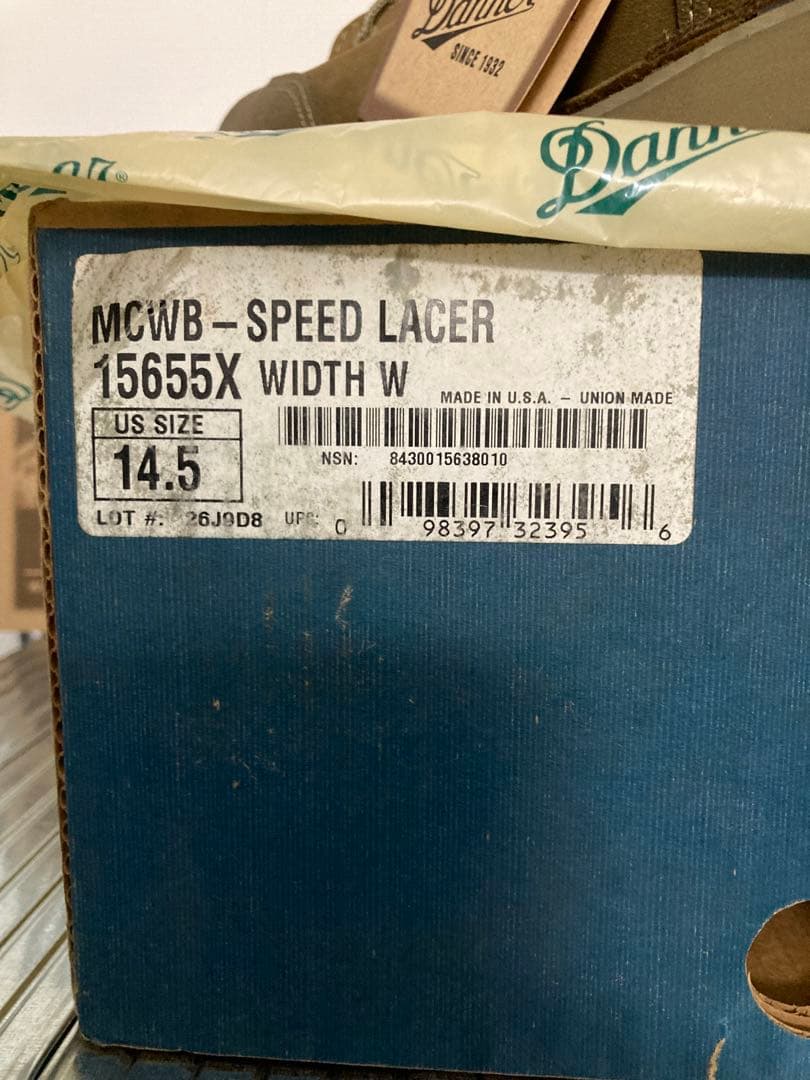 Danner
SINCE 1932
Danner
MCWB – SPEED LACER
15655X WIDTH W
MADE IN U.S.A. – UNION MADE
US SIZE
14.5
NSN: 8430015638010
LOT #: 26J9D8
UPC: 0 98397 32395 6